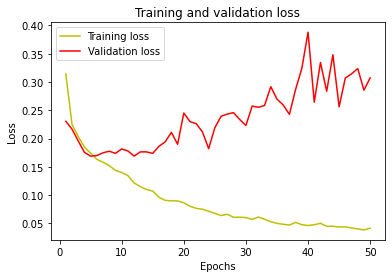 Training and validation loss
Training loss
Validation loss
0.40
0.35
0.30
0.25
0.20
0.15
0.10
0.05
Loss
0 10 20 30 40 50
Epochs